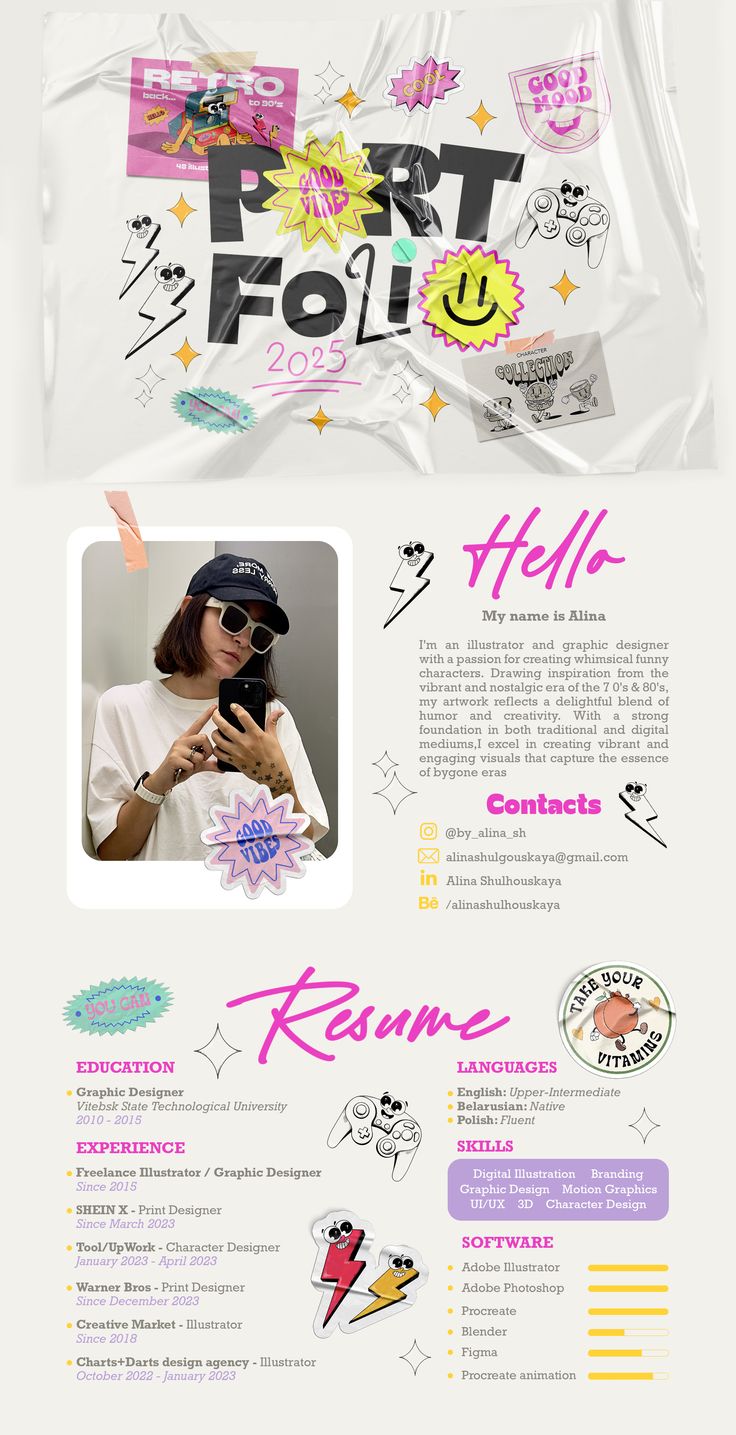 RETRO
back...
to 90's
48 illust
COOL
GOOD
MOOD
PORT
GOOD
VIBES
FOLiO
2025
CHARACTER
COLLECTION
YOU CAN
MORE.
LESS
Hello
My name is Alina
I'm an illustrator and graphic designer
with a passion for creating whimsical funny
characters. Drawing inspiration from the
vibrant and nostalgic era of the 7 0's & 80's,
my artwork reflects a delightful blend of
humor and creativity. With a strong
foundation in both traditional and digital
mediums,I excel in creating vibrant and
engaging visuals that capture the essence
of bygone eras
GOOD
VIBES
Contacts
@by_alina_sh
alinashulgouskaya@gmail.com
in Alina Shulhouskaya
Bē /alinashulhouskaya
YOU CAN
Resume
TAKE YOUR
VITAMINS
EDUCATION
Graphic Designer
Vitebsk State Technological University
2010 - 2015
EXPERIENCE
Freelance Illustrator / Graphic Designer
Since 2015
SHEIN X - Print Designer
Since March 2023
Tool/UpWork - Character Designer
January 2023 - April 2023
Warner Bros - Print Designer
Since December 2023
Creative Market - Illustrator
Since 2018
Charts+Darts design agency - Illustrator
October 2022 - January 2023
LANGUAGES
English: Upper-Intermediate
Belarusian: Native
Polish: Fluent
SKILLS
Digital Illustration Branding
Graphic Design Motion Graphics
UI/UX 3D Character Design
SOFTWARE
Adobe Illustrator
Adobe Photoshop
Procreate
Blender
Figma
Procreate animation